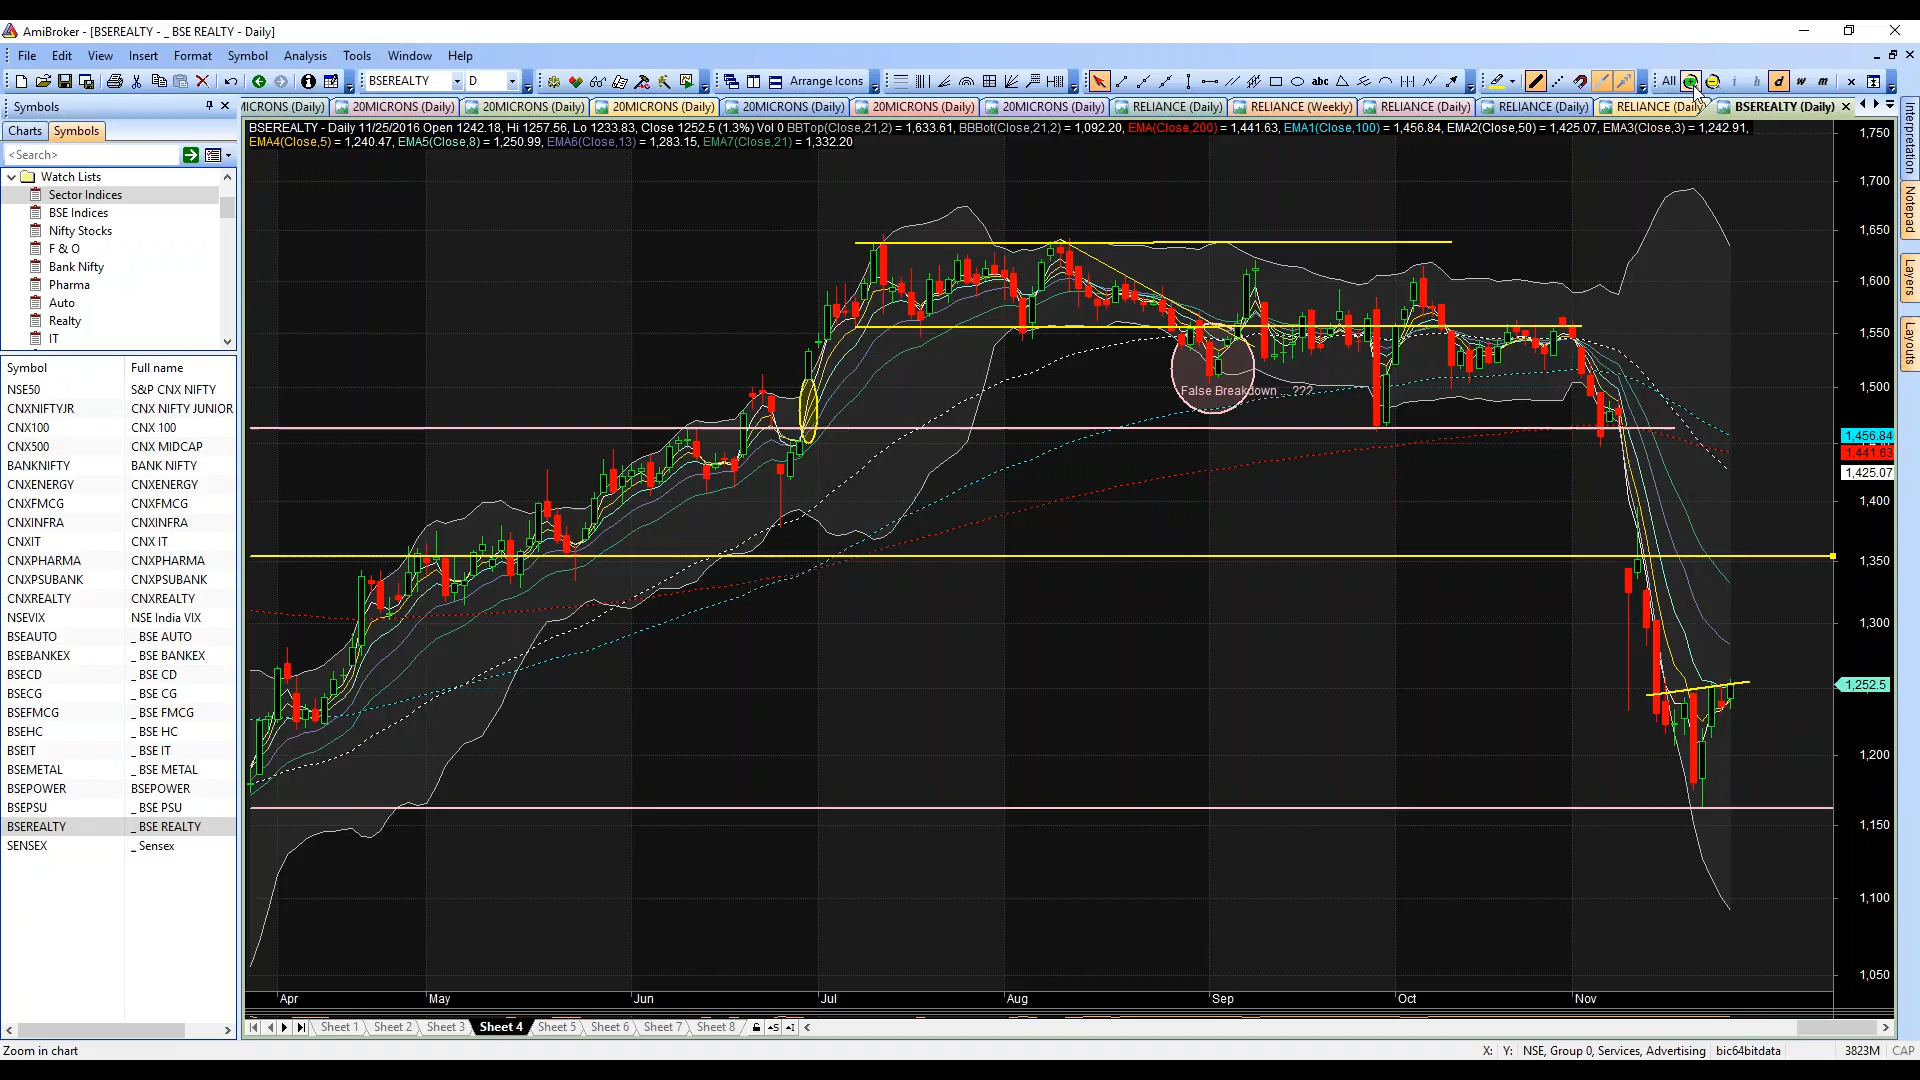 AmiBroker - [BSEREALTY - _ BSE REALTY - Daily]
File Edit View Insert Format Symbol Analysis Tools Window Help
BSEREALTY D Arrange Icons abc All i h d w m
Symbols
MICRONS (Daily) 20MICRONS (Daily) 20MICRONS (Daily) 20MICRONS (Daily) 20MICRONS (Daily) 20MICRONS (Daily) 20MICRONS (Daily) RELIANCE (Daily) RELIANCE (Weekly) RELIANCE (Daily) RELIANCE (Daily) RELIANCE (Daily) BSEREALTY (Daily)
Charts Symbols
BSEREALTY - Daily 11/25/2016 Open 1242.18, Hi 1257.56, Lo 1233.83, Close 1252.5 (1.3%) Vol 0 BBTop(Close,21,2) = 1,633.61, BBBot(Close,21,2) = 1,092.20, EMA(Close,200) = 1,441.63, EMA1(Close,100) = 1,456.84, EMA2(Close,50) = 1,425.07, EMA3(Close,3) = 1,242.91,
EMA4(Close,5) = 1,240.47, EMA5(Close,8) = 1,250.99, EMA6(Close,13) = 1,283.15, EMA7(Close,21) = 1,332.20
<Search>
Watch Lists
Sector Indices
BSE Indices
Nifty Stocks
F & O
Bank Nifty
Pharma
Auto
Realty
IT
Symbol Full name
NSE50 S&P CNX NIFTY
CNXNIFTYJR CNX NIFTY JUNIOR
CNX100 CNX 100
CNX500 CNX MIDCAP
BANKNIFTY BANK NIFTY
CNXENERGY CNXENERGY
CNXFMCG CNXFMCG
CNXINFRA CNXINFRA
CNXIT CNX IT
CNXPHARMA CNXPHARMA
CNXPSUBANK CNXPSUBANK
CNXREALTY CNXREALTY
NSEVIX NSE India VIX
BSEAUTO _ BSE AUTO
BSEBANKEX _ BSE BANKEX
BSECD _ BSE CD
BSECG _ BSE CG
BSEFMCG _ BSE FMCG
BSEHC _ BSE HC
BSEIT _ BSE IT
BSEMETAL _ BSE METAL
BSEPOWER BSEPOWER
BSEPSU _ BSE PSU
BSEREALTY _ BSE REALTY
SENSEX _ Sensex
False Breakdown .. ???
1,750
1,700
1,650
1,600
1,550
1,500
1,456.84
1,441.63
1,425.07
1,400
1,350
1,300
1,252.5
1,200
1,150
1,100
1,050
Interpretation
Notepad
Layers
Layouts
Apr May Jun Jul Aug Sep Oct Nov
Sheet 1 Sheet 2 Sheet 3 Sheet 4 Sheet 5 Sheet 6 Sheet 7 Sheet 8
Zoom in chart X: Y: NSE, Group 0, Services, Advertising bic64bitdata 3823M CAP